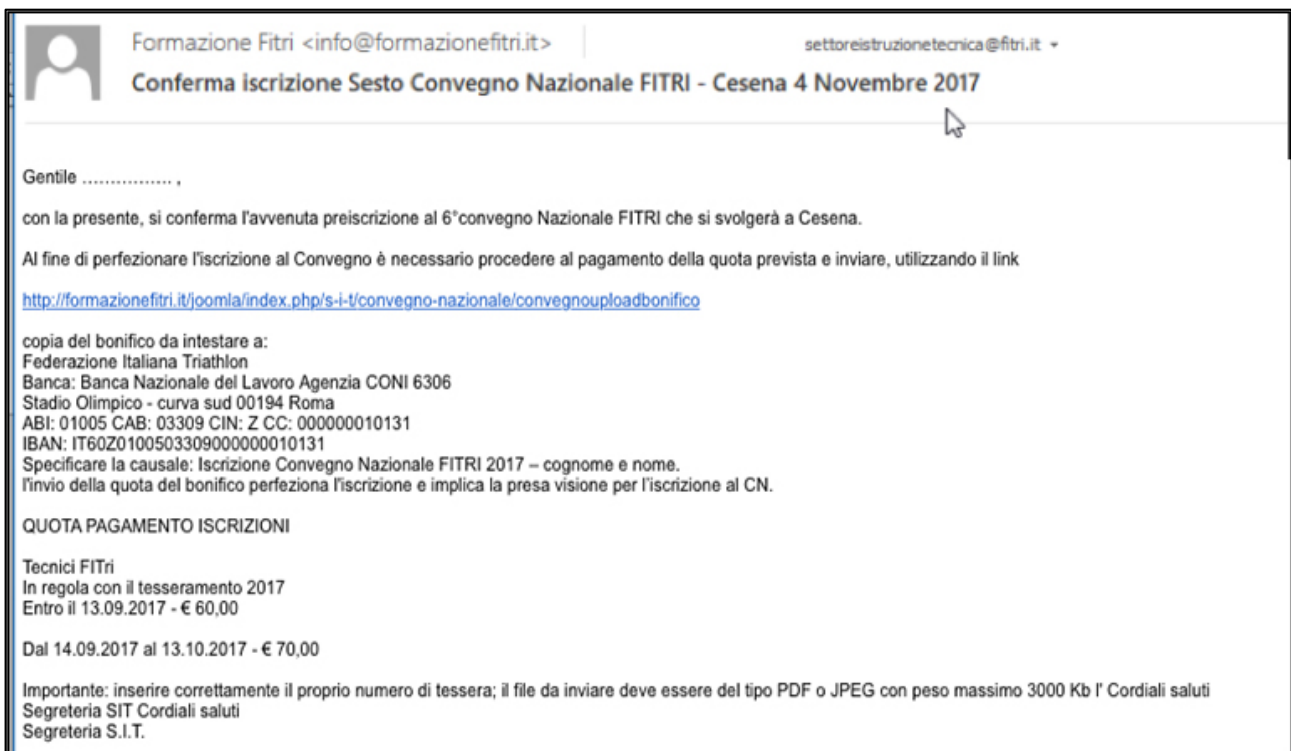 Formazione Fitri <info@formazionefitri.it>
settoreistruzionetecnica@fitri.it
Conferma iscrizione Sesto Convegno Nazionale FITRI - Cesena 4 Novembre 2017
Gentile ................ ,
con la presente, si conferma l'avvenuta preiscrizione al 6°convegno Nazionale FITRI che si svolgerà a Cesena.
Al fine di perfezionare l'iscrizione al Convegno è necessario procedere al pagamento della quota prevista e inviare, utilizzando il link
http://formazionefitri.it/joomla/index.php/s-i-t/convegno-nazionale/convegnouploadbonifico
copia del bonifico da intestare a:
Federazione Italiana Triathlon
Banca: Banca Nazionale del Lavoro Agenzia CONI 6306
Stadio Olimpico - curva sud 00194 Roma
ABI: 01005 CAB: 03309 CIN: Z CC: 000000010131
IBAN: IT60Z0100503309000000010131
Specificare la causale: Iscrizione Convegno Nazionale FITRI 2017 – cognome e nome.
l'invio della quota del bonifico perfeziona l'iscrizione e implica la presa visione per l'iscrizione al CN.
QUOTA PAGAMENTO ISCRIZIONI
Tecnici FITri
In regola con il tesseramento 2017
Entro il 13.09.2017 - € 60,00
Dal 14.09.2017 al 13.10.2017 - € 70,00
Importante: inserire correttamente il proprio numero di tessera; il file da inviare deve essere del tipo PDF o JPEG con peso massimo 3000 Kb l' Cordiali saluti
Segreteria SIT Cordiali saluti
Segreteria S.I.T.